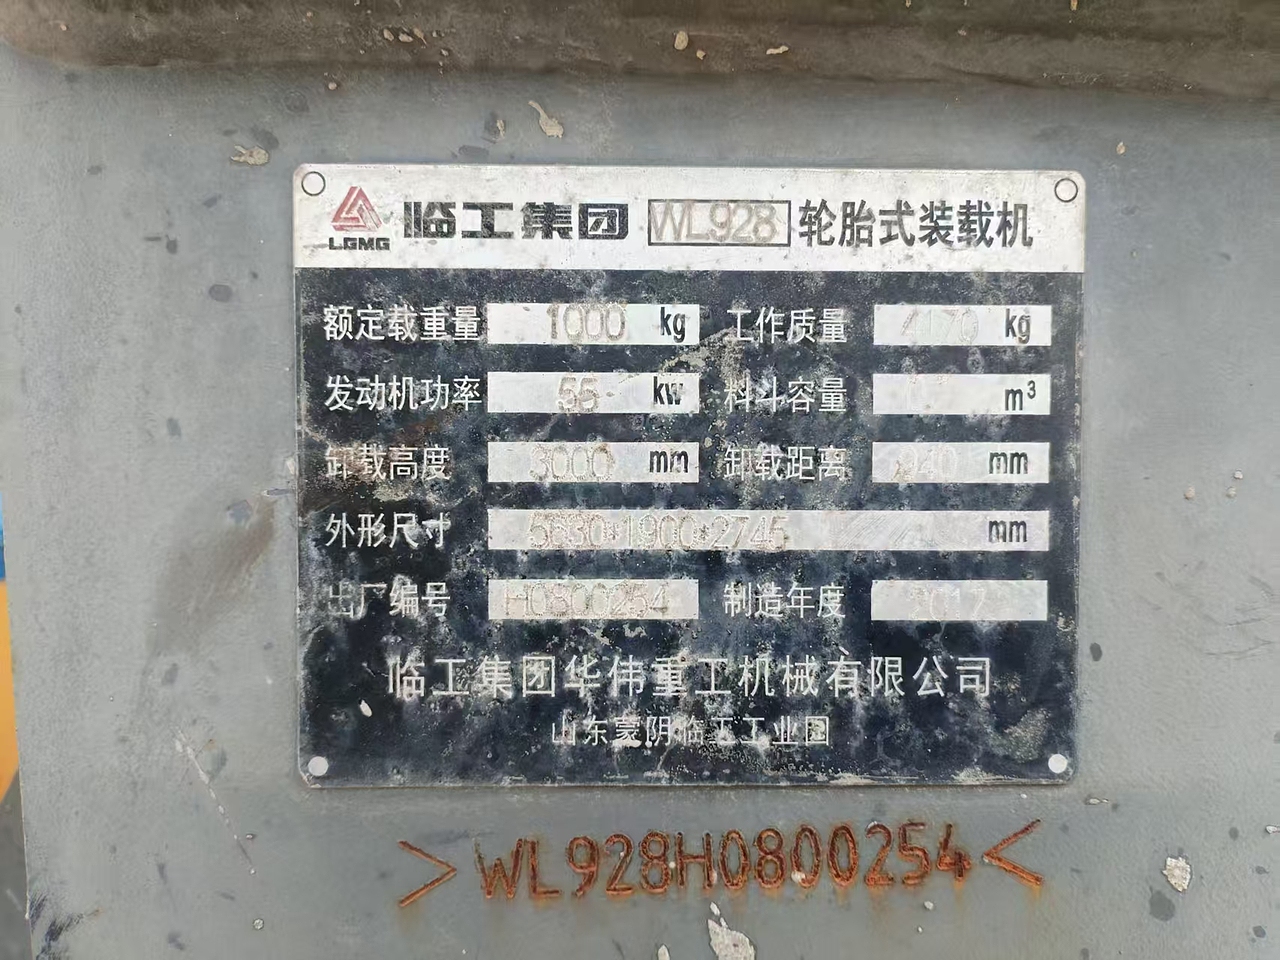 LGMG 临工集团 WL928 轮胎式装载机
额定载重量 1000 kg 工作质量 4170 kg
发动机功率 55 kw 料斗容量 m³
卸载高度 3000 mm 卸载距离 940 mm
外形尺寸 5630*1900*2745 mm
出厂编号 H0800254 制造年度 2017
临工集团华伟重工机械有限公司
山东蒙阴临工工业园
>WL928H0800254<